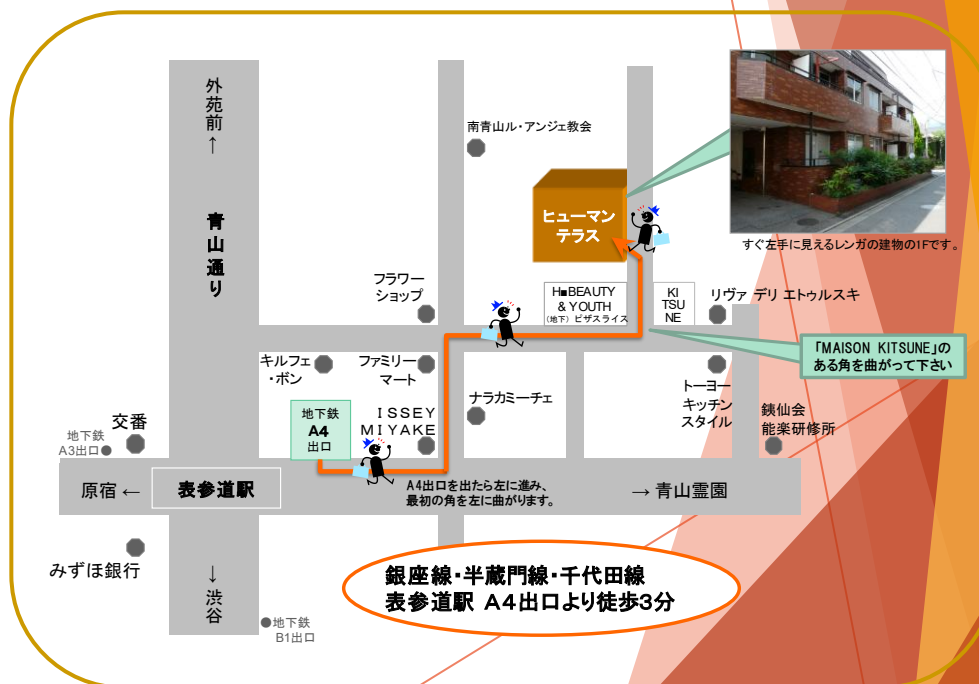 外苑前
↑
青山通り
南青山ル・アンジェ教会
ヒューマン
テラス
すぐ左手に見えるレンガの建物の1Fです。
フラワー
ショップ
H■BEAUTY
& YOUTH
(地下) ピザスライス
KI
TSU
NE
リヴァ デリ エトゥルスキ
「MAISON KITSUNE」の
ある角を曲がって下さい
キルフェ
・ボン
ファミリー
マート
トーヨー
キッチン
スタイル
ナラカミーチェ
銕仙会
能楽研修所
地下鉄
A4
出口
ISSEY
MIYAKE
交番
地下鉄
A3出口●
原宿 ←
表参道駅
A4出口を出たら左に進み、
最初の角を左に曲がります。
→ 青山霊園
みずほ銀行
↓
渋谷
●地下鉄
B1出口
銀座線・半蔵門線・千代田線
表参道駅 A4出口より徒歩3分